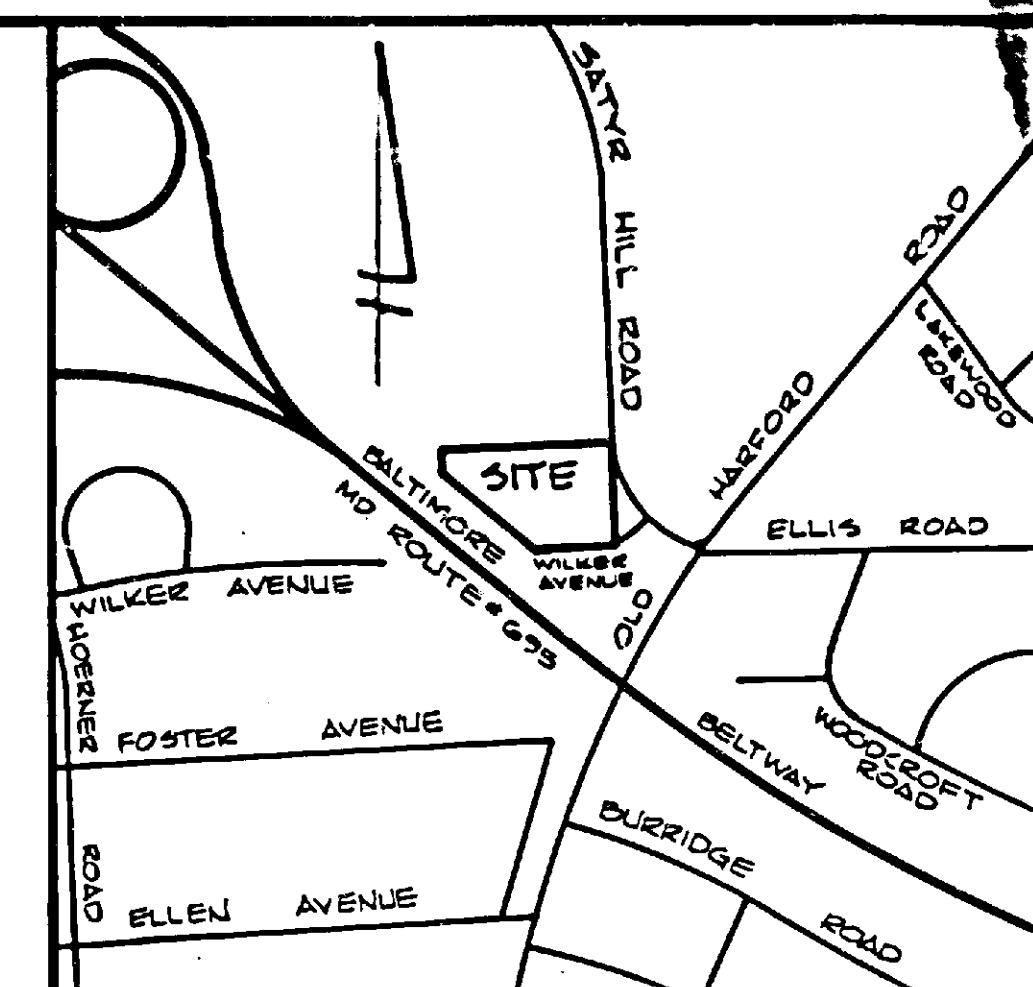 SATYR HILL ROAD
OLD HARFORD ROAD
LAKEWOOD
ROAD
SITE
BALTIMORE BELTWAY
MD ROUTE # 695
WILKER
AVENUE
ELLIS ROAD
WILKER AVENUE
HOERNER ROAD
FOSTER AVENUE
WOODCROFT
ROAD
BURRIDGE ROAD
ELLEN AVENUE